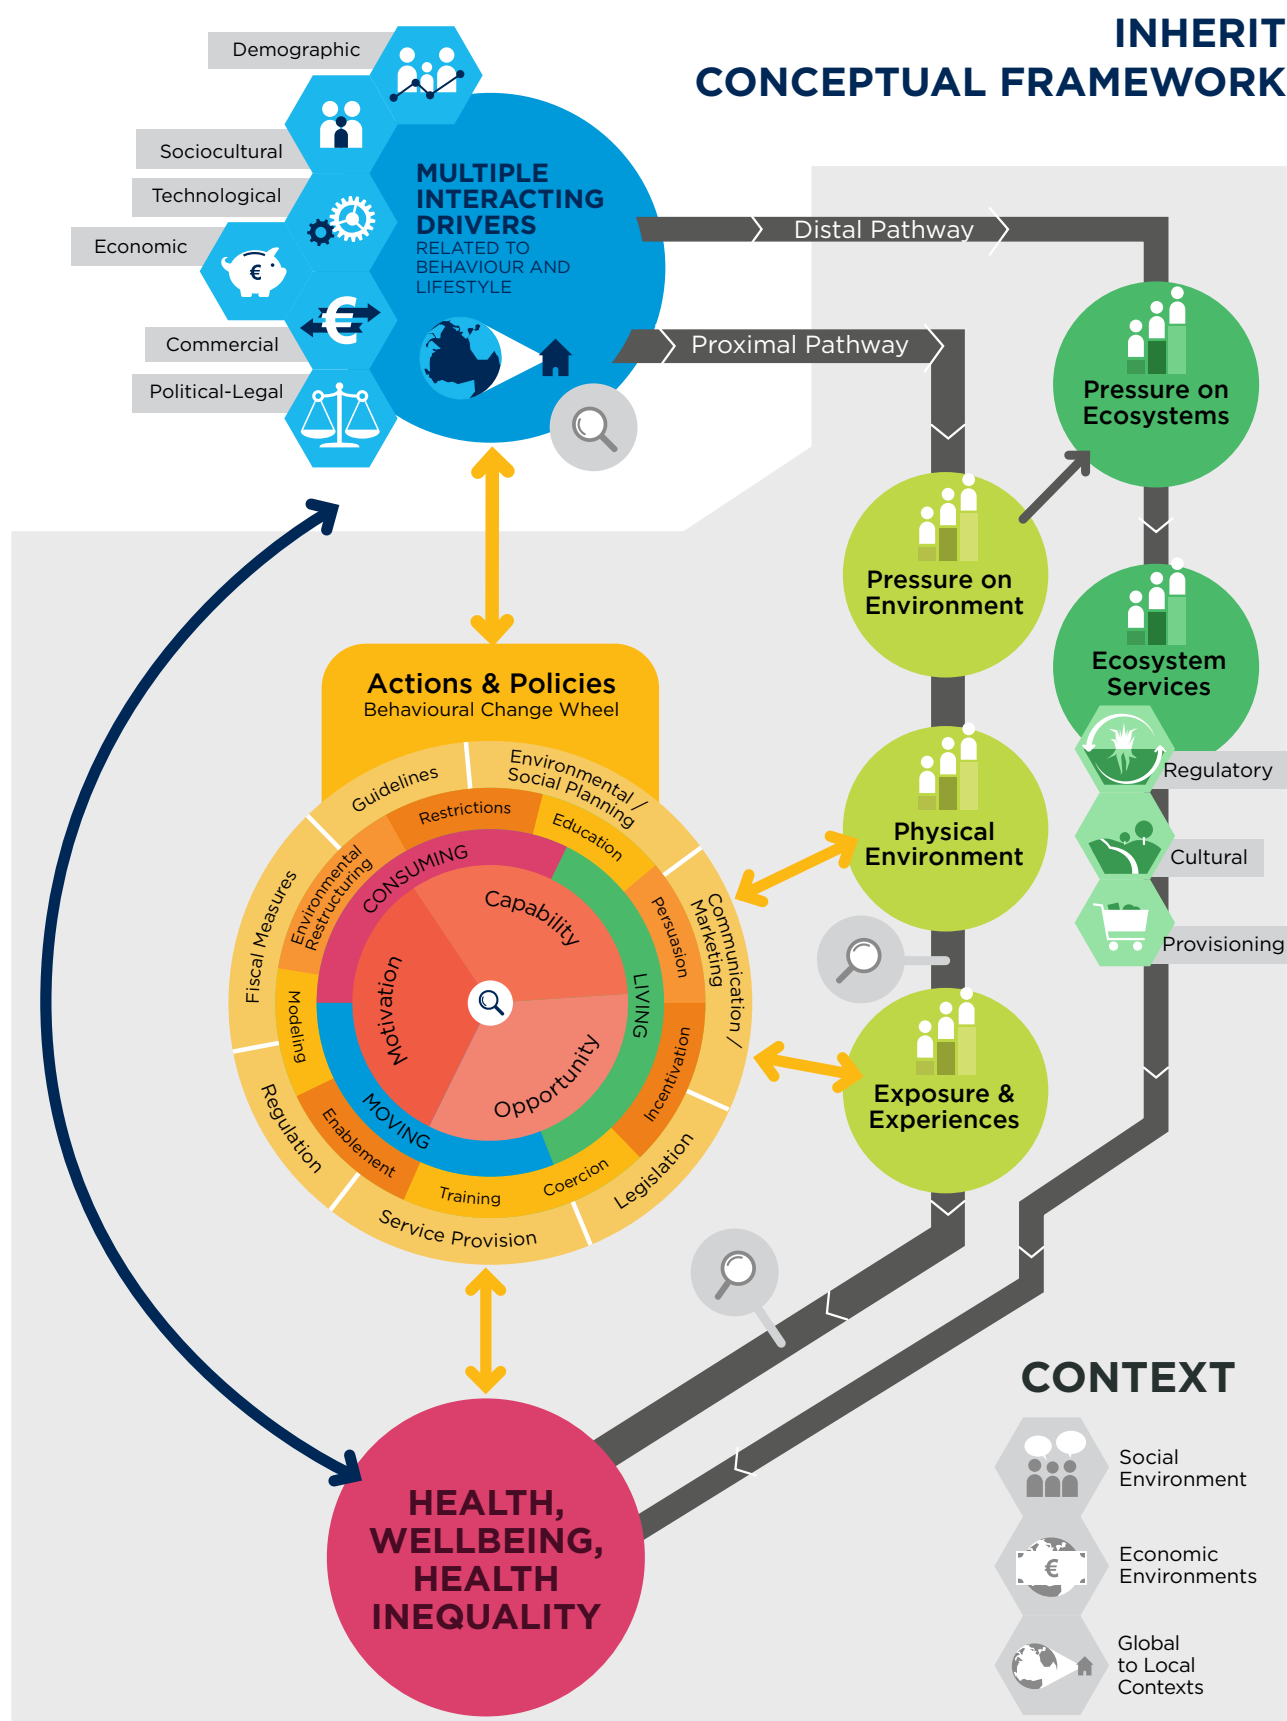 INHERIT
CONCEPTUAL FRAMEWORK
Demographic
Sociocultural
Technological
Economic
€
€
Commercial
Political-Legal
MULTIPLE
INTERACTING
DRIVERS
RELATED TO
BEHAVIOUR AND
LIFESTYLE
Distal Pathway
Proximal Pathway
Pressure on
Ecosystems
Pressure on
Environment
Ecosystem
Services
Regulatory
Cultural
Provisioning
Physical
Environment
Exposure &
Experiences
Actions & Policies
Behavioural Change Wheel
Guidelines
Environmental /
Social Planning
Communication /
Marketing
Legislation
Service Provision
Regulation
Fiscal Measures
Restrictions
Education
Persuasion
Incentivation
Coercion
Training
Enablement
Modeling
Environmental
Restructuring
CONSUMING
LIVING
MOVING
Capability
Opportunity
Motivation
HEALTH,
WELLBEING,
HEALTH
INEQUALITY
CONTEXT
Social
Environment
€
Economic
Environments
Global
to Local
Contexts